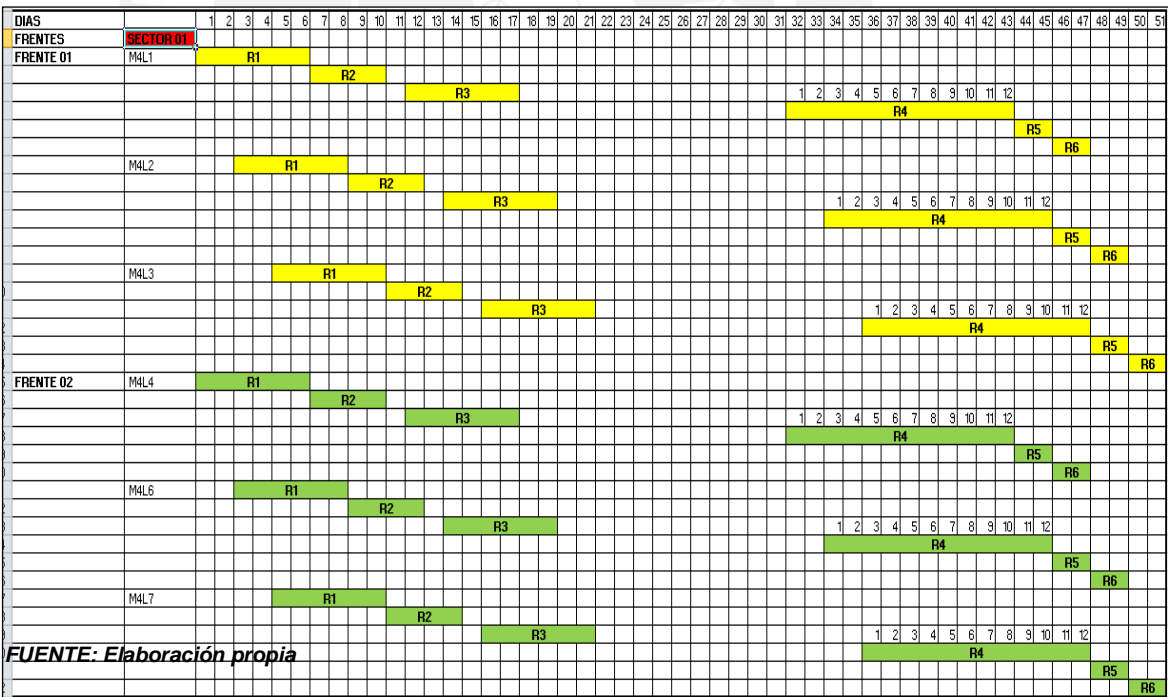 DIAS 1 2 3 4 5 6 7 8 9 10 11 12 13 14 15 16 17 18 19 20 21 22 23 24 25 26 27 28 29 30 31 32 33 34 35 36 37 38 39 40 41 42 43 44 45 46 47 48 49 50 51
FRENTES SECTOR 01
FRENTE 01 M4L1 R1
R2
R3 1 2 3 4 5 6 7 8 9 10 11 12
R4
R5
R6
M4L2 R1
R2
R3 1 2 3 4 5 6 7 8 9 10 11 12
R4
R5
R6
M4L3 R1
R2
R3 1 2 3 4 5 6 7 8 9 10 11 12
R4
R5
R6
FRENTE 02 M4L4 R1
R2
R3 1 2 3 4 5 6 7 8 9 10 11 12
R4
R5
R6
M4L6 R1
R2
R3 1 2 3 4 5 6 7 8 9 10 11 12
R4
R5
R6
M4L7 R1
R2
R3 1 2 3 4 5 6 7 8 9 10 11 12
FUENTE: Elaboración propia R4
R5
R6